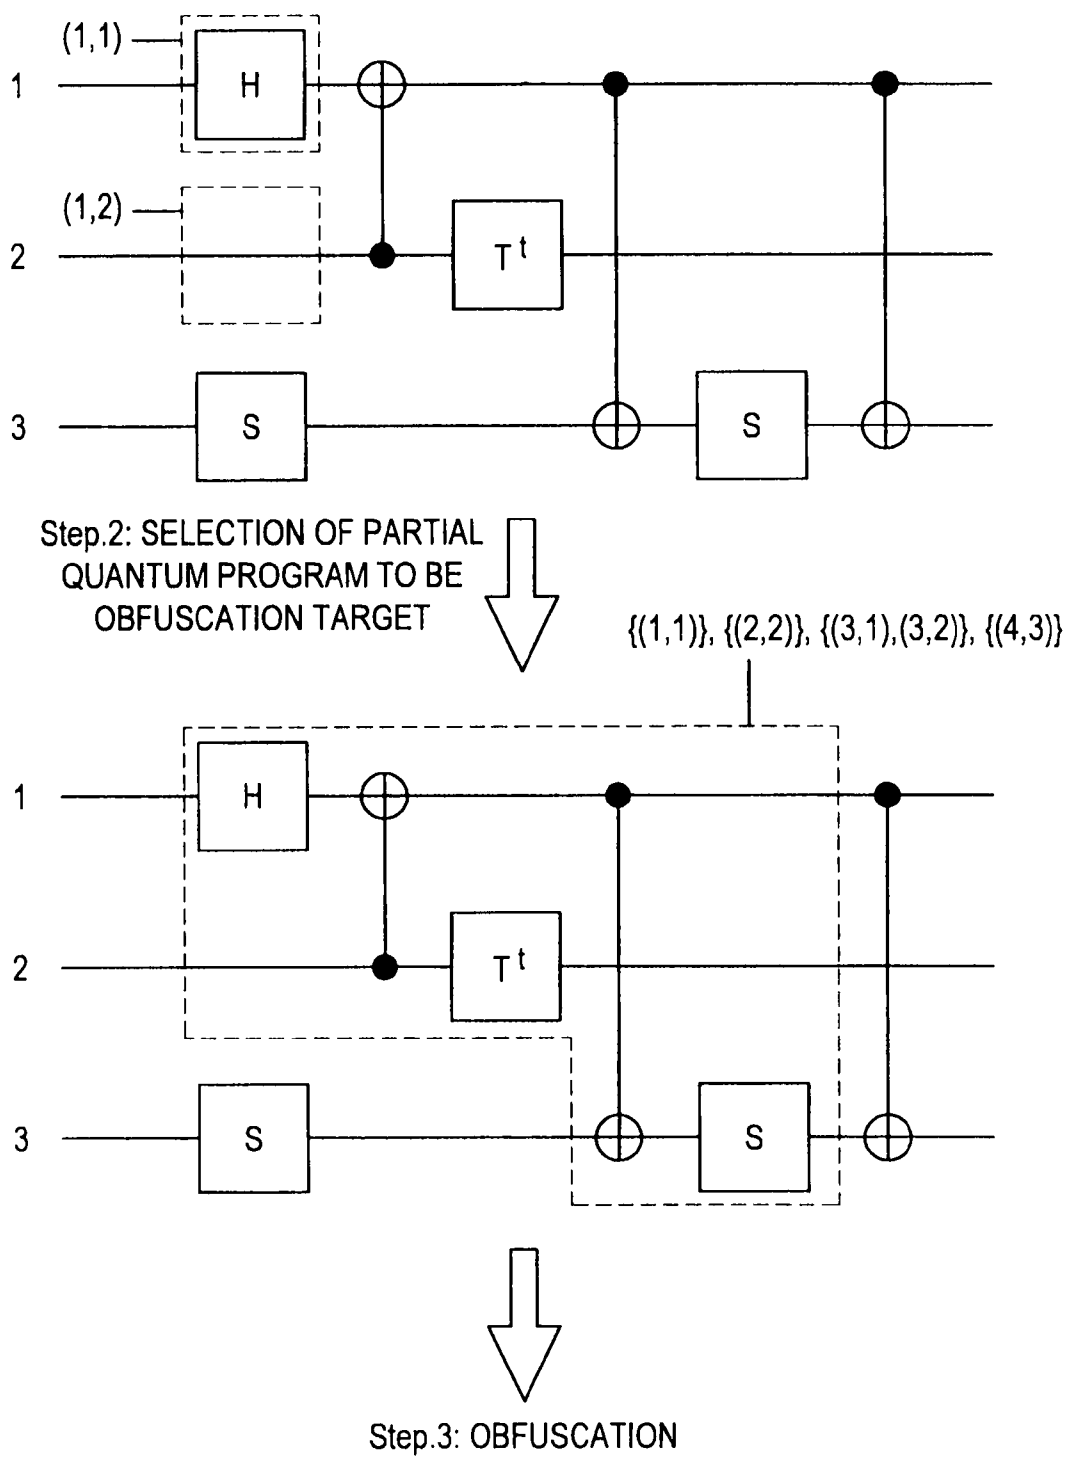 (1,1)
1
H
(1,2)
2
T t
3
S
S
Step.2: SELECTION OF PARTIAL
QUANTUM PROGRAM TO BE
OBFUSCATION TARGET
{(1,1)}, {(2,2)}, {(3,1),(3,2)}, {(4,3)}
1
H
2
T t
3
S
S
Step.3: OBFUSCATION